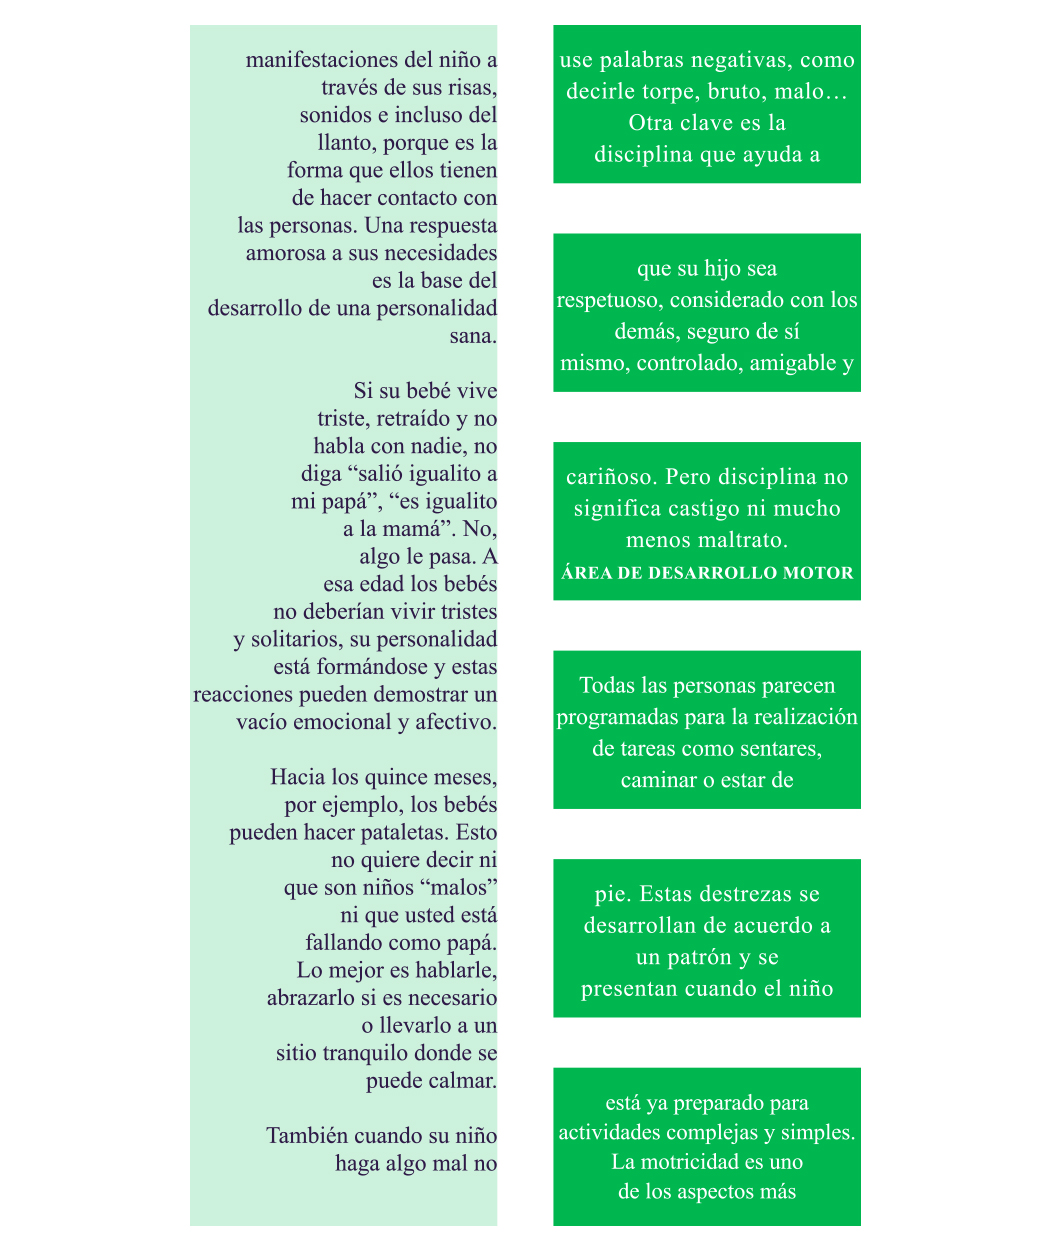 manifestaciones del niño a
través de sus risas,
sonidos e incluso del
llanto, porque es la
forma que ellos tienen
de hacer contacto con
las personas. Una respuesta
amorosa a sus necesidades
es la base del
desarrollo de una personalidad
sana.
Si su bebé vive
triste, retraído y no
habla con nadie, no
diga “salió igualito a
mi papá”, “es igualito
a la mamá”. No,
algo le pasa. A
esa edad los bebés
no deberían vivir tristes
y solitarios, su personalidad
está formándose y estas
reacciones pueden demostrar un
vacío emocional y afectivo.
Hacia los quince meses,
por ejemplo, los bebés
pueden hacer pataletas. Esto
no quiere decir ni
que son niños “malos”
ni que usted está
fallando como papá.
Lo mejor es hablarle,
abrazarlo si es necesario
o llevarlo a un
sitio tranquilo donde se
puede calmar.
También cuando su niño
haga algo mal no
use palabras negativas, como
decirle torpe, bruto, malo…
Otra clave es la
disciplina que ayuda a
que su hijo sea
respetuoso, considerado con los
demás, seguro de sí
mismo, controlado, amigable y
cariñoso. Pero disciplina no
significa castigo ni mucho
menos maltrato.
ÁREA DE DESARROLLO MOTOR
Todas las personas parecen
programadas para la realización
de tareas como sentares,
caminar o estar de
pie. Estas destrezas se
desarrollan de acuerdo a
un patrón y se
presentan cuando el niño
está ya preparado para
actividades complejas y simples.
La motricidad es uno
de los aspectos más